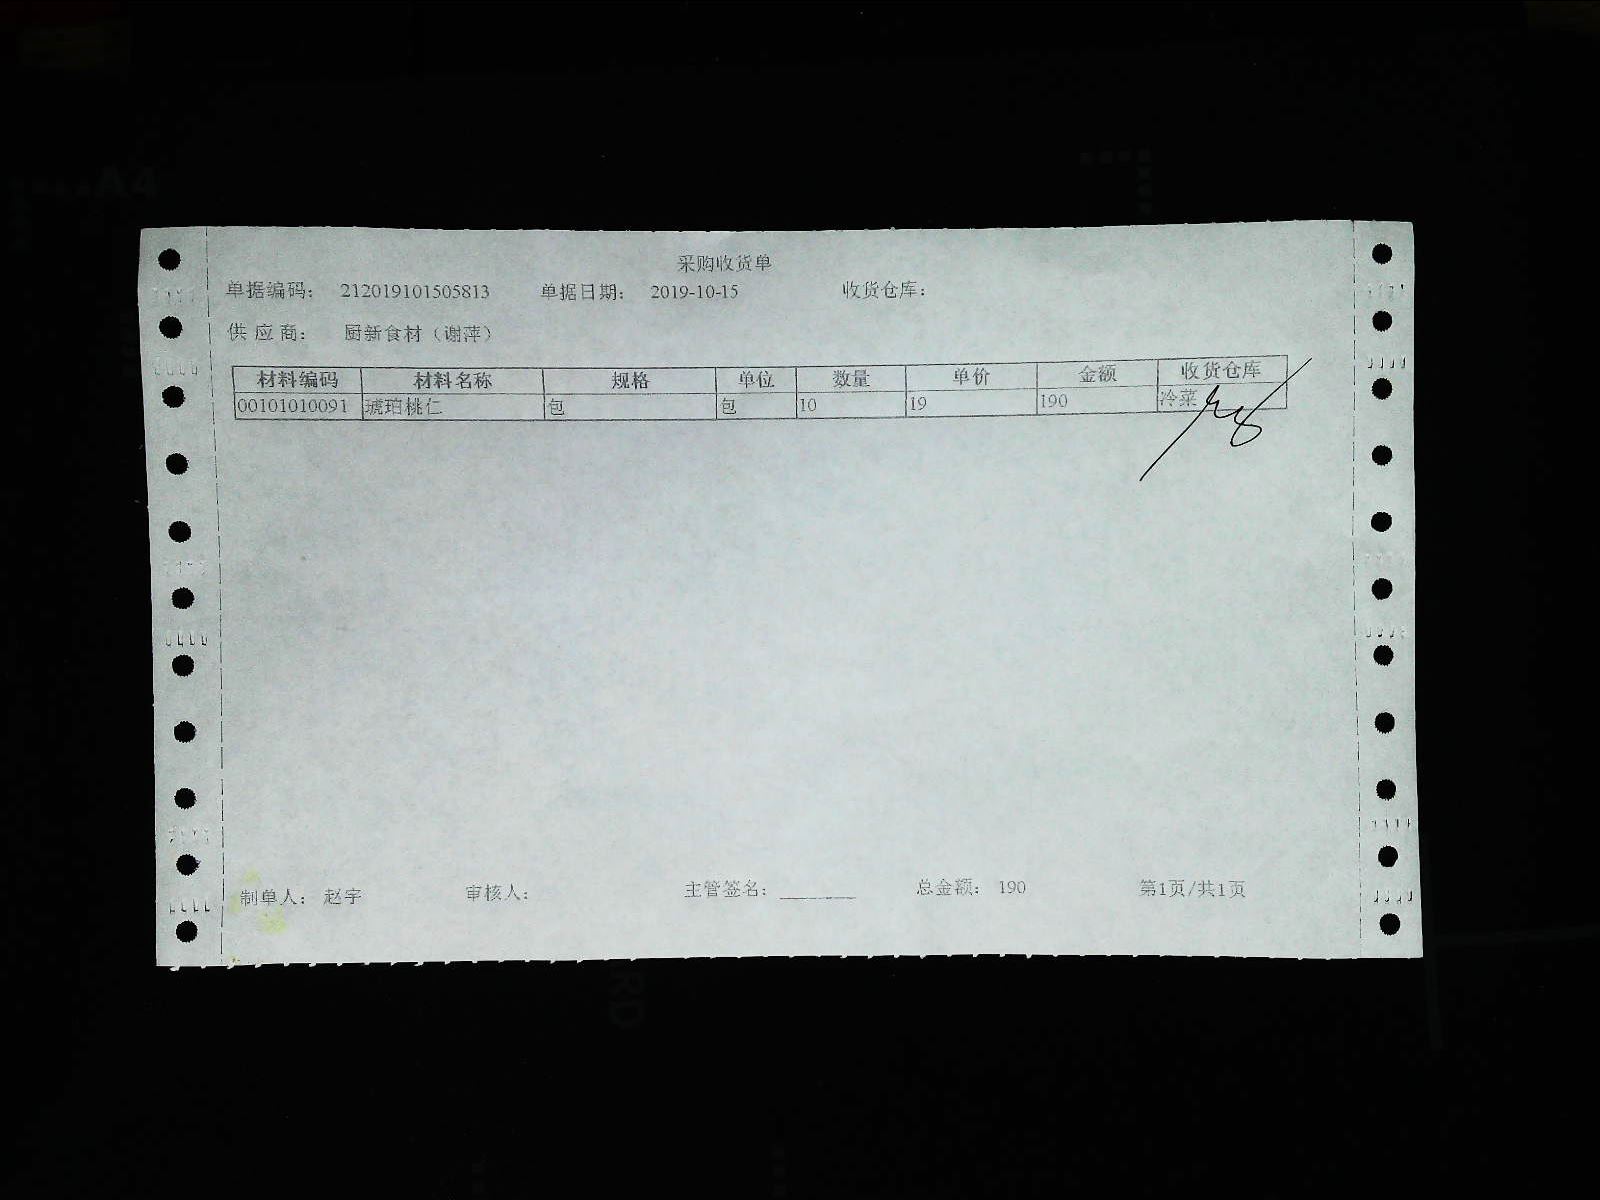 采购收货单
单据编码： 212019101505813 单据日期： 2019-10-15 收货仓库：
供 应 商： 厨新食材（谢萍）
材料编码 材料名称 规格 单位 数量 单价 金额 收货仓库
00101010091 琥珀桃仁 包 包 10 19 190 冷菜
制单人： 赵宇 审核人： 主管签名： 总金额： 190 第1页/共1页
A4
RD